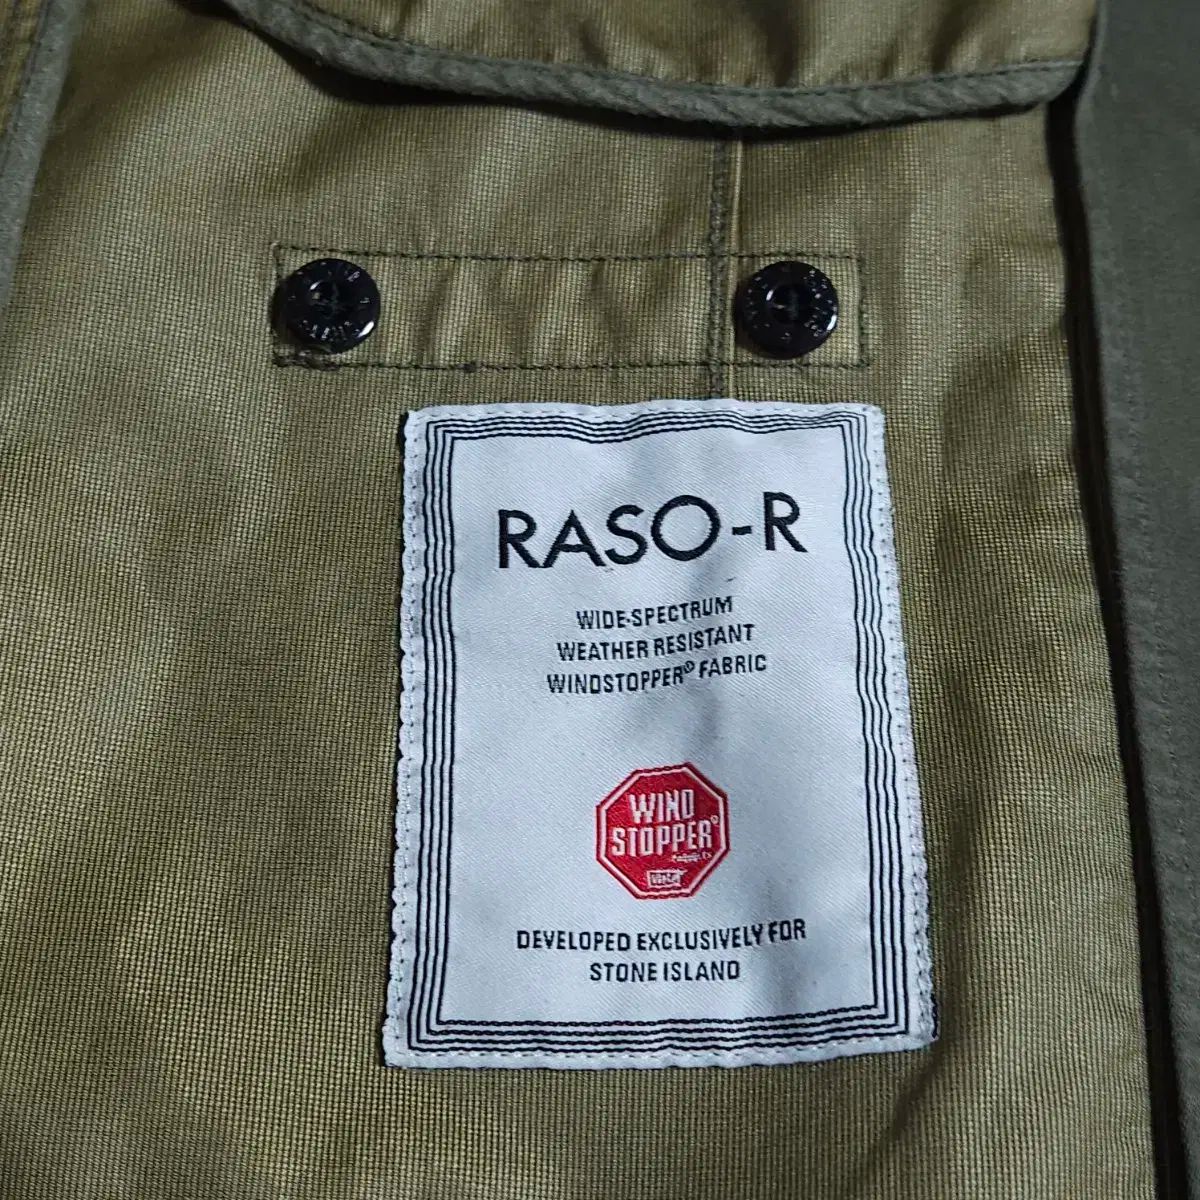 RASO-R
WIDE-SPECTRUM
WEATHER RESISTANT
WINDSTOPPER® FABRIC
WIND
STOPPER®
DEVELOPED EXCLUSIVELY FOR
STONE ISLAND